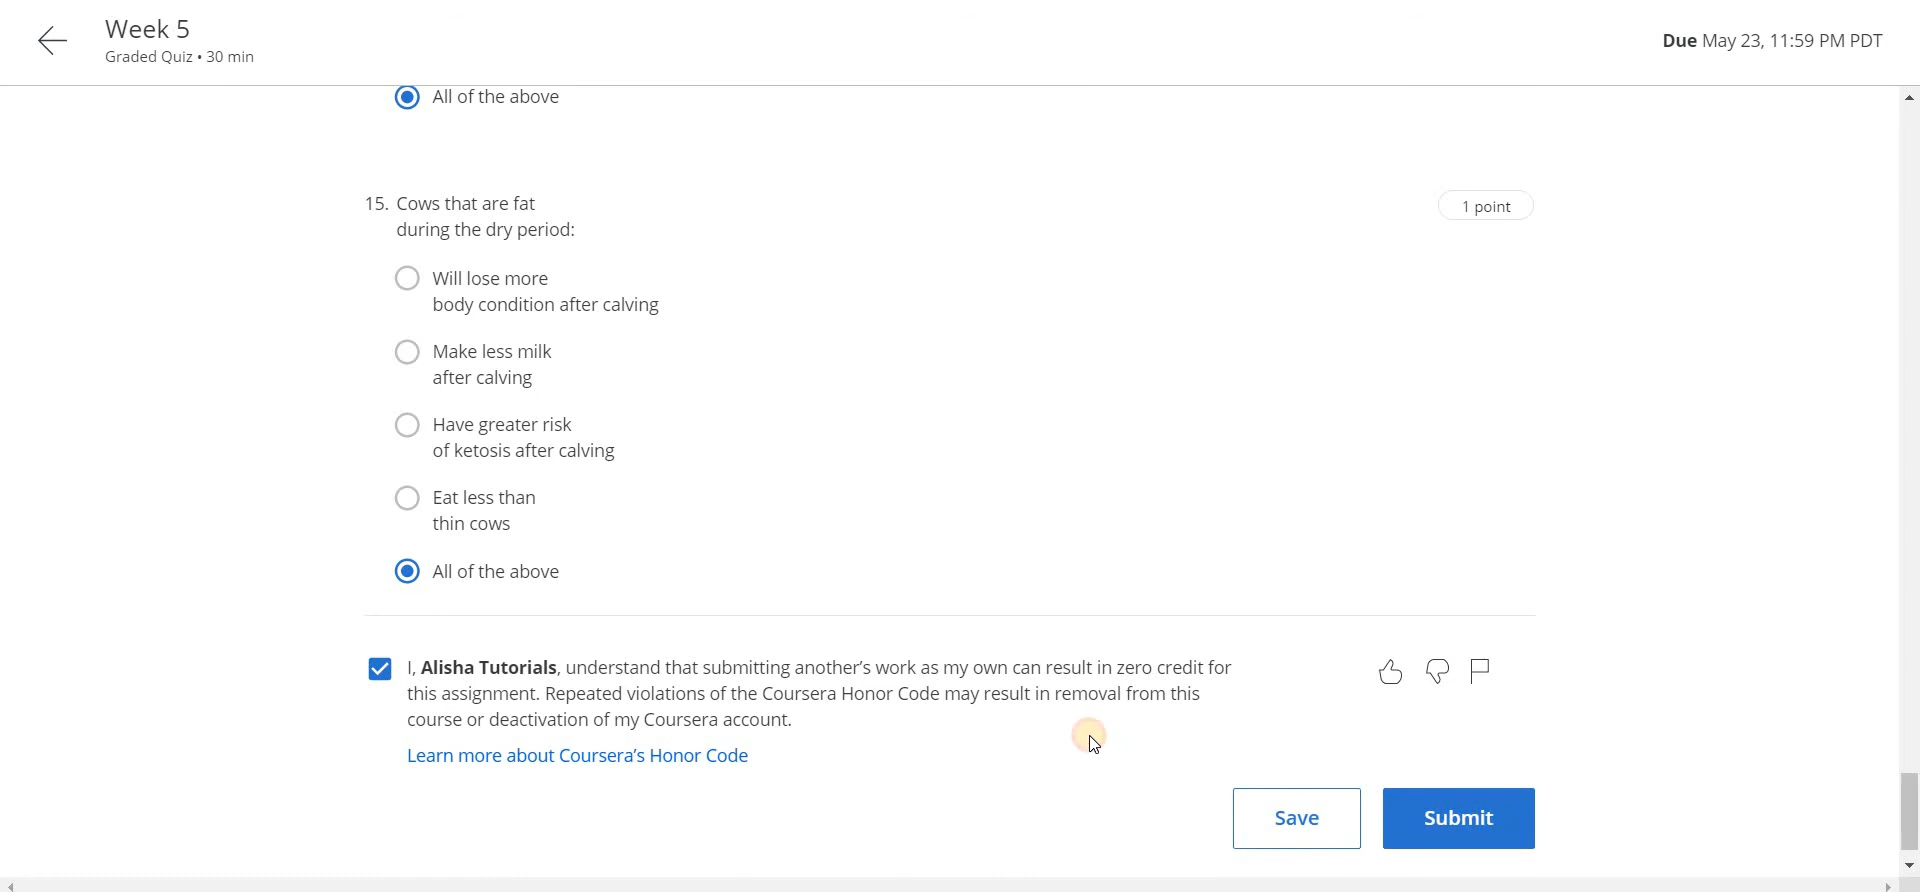 Week 5
Graded Quiz • 30 min
Due May 23, 11:59 PM PDT
All of the above
15. Cows that are fat
during the dry period:
1 point
Will lose more
body condition after calving
Make less milk
after calving
Have greater risk
of ketosis after calving
Eat less than
thin cows
All of the above
I, Alisha Tutorials, understand that submitting another’s work as my own can result in zero credit for
this assignment. Repeated violations of the Coursera Honor Code may result in removal from this
course or deactivation of my Coursera account.
Learn more about Coursera’s Honor Code
Save
Submit